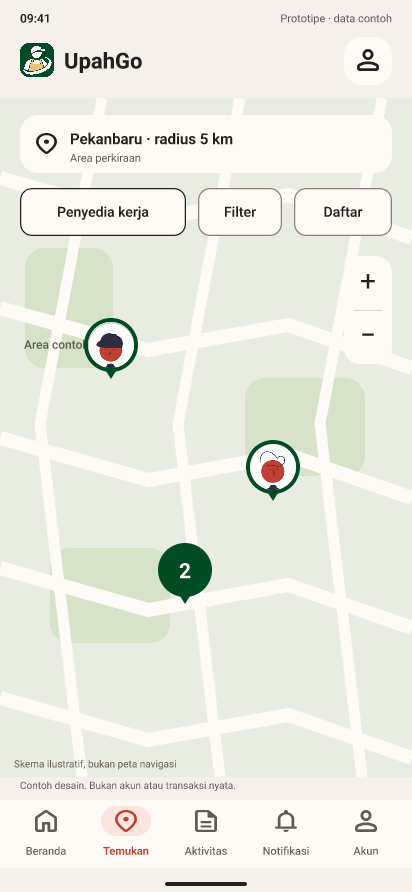 09:41
Prototipe · data contoh
UpahGo
Pekanbaru · radius 5 km
Area perkiraan
Penyedia kerja
Filter
Daftar
+
−
Area conto
2
Skema ilustratif, bukan peta navigasi
Contoh desain. Bukan akun atau transaksi nyata.
Beranda
Temukan
Aktivitas
Notifikasi
Akun